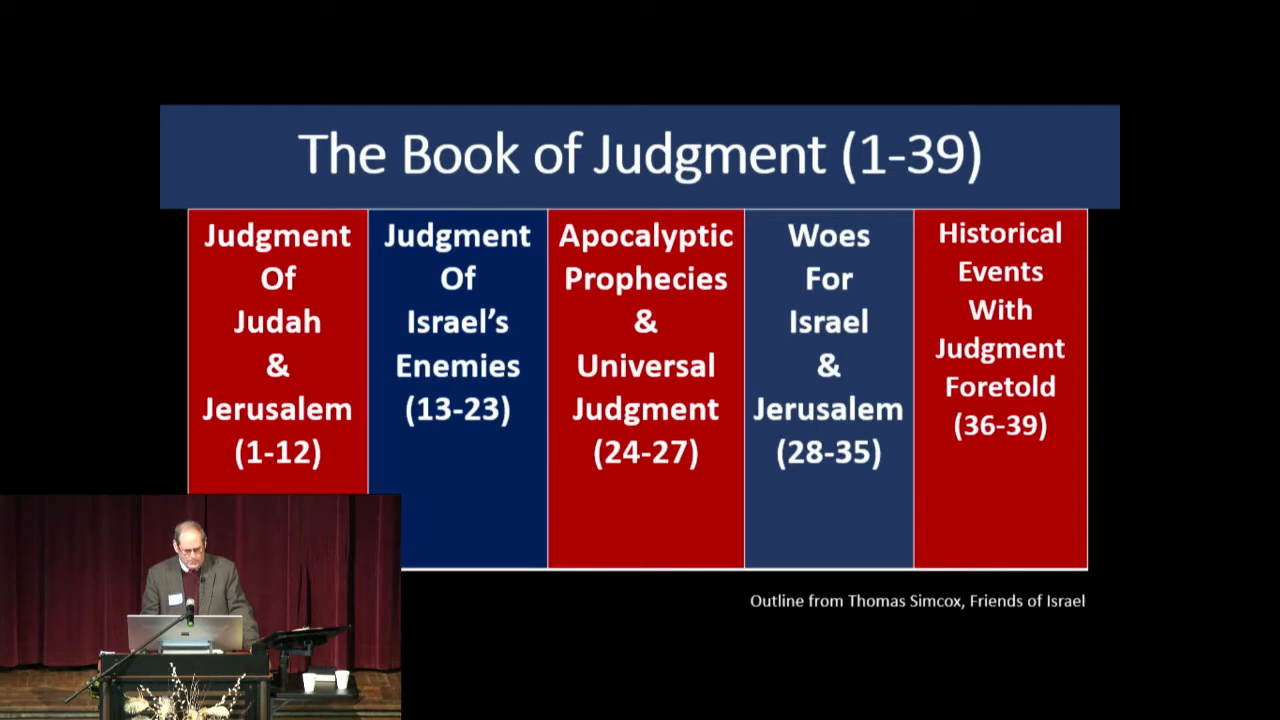 The Book of Judgment (1-39)
Judgment
Of
Judah
&
Jerusalem
(1-12)
Judgment
Of
Israel’s
Enemies
(13-23)
Apocalyptic
Prophecies
&
Universal
Judgment
(24-27)
Woes
For
Israel
&
Jerusalem
(28-35)
Historical
Events
With
Judgment
Foretold
(36-39)
Outline from Thomas Simcox, Friends of Israel